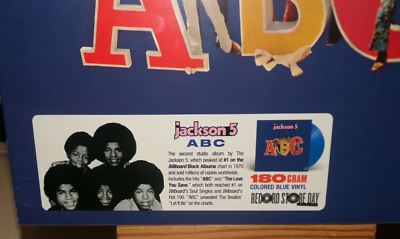 ABC
jackson 5
ABC
The second studio album by The
Jackson 5, which peaked at #1 on the
Billboard Black Albums chart in 1970
and sold millions of copies worldwide.
Includes the hits "ABC" and "The Love
You Save," which both reached #1 on
Billboard's Soul Singles and Billboard's
Hot 100. "ABC" unseated The Beatles'
"Let It Be" on the charts.
jackson 5
ABC
180 GRAM
COLORED BLUE VINYL
RECORD STORE DAY